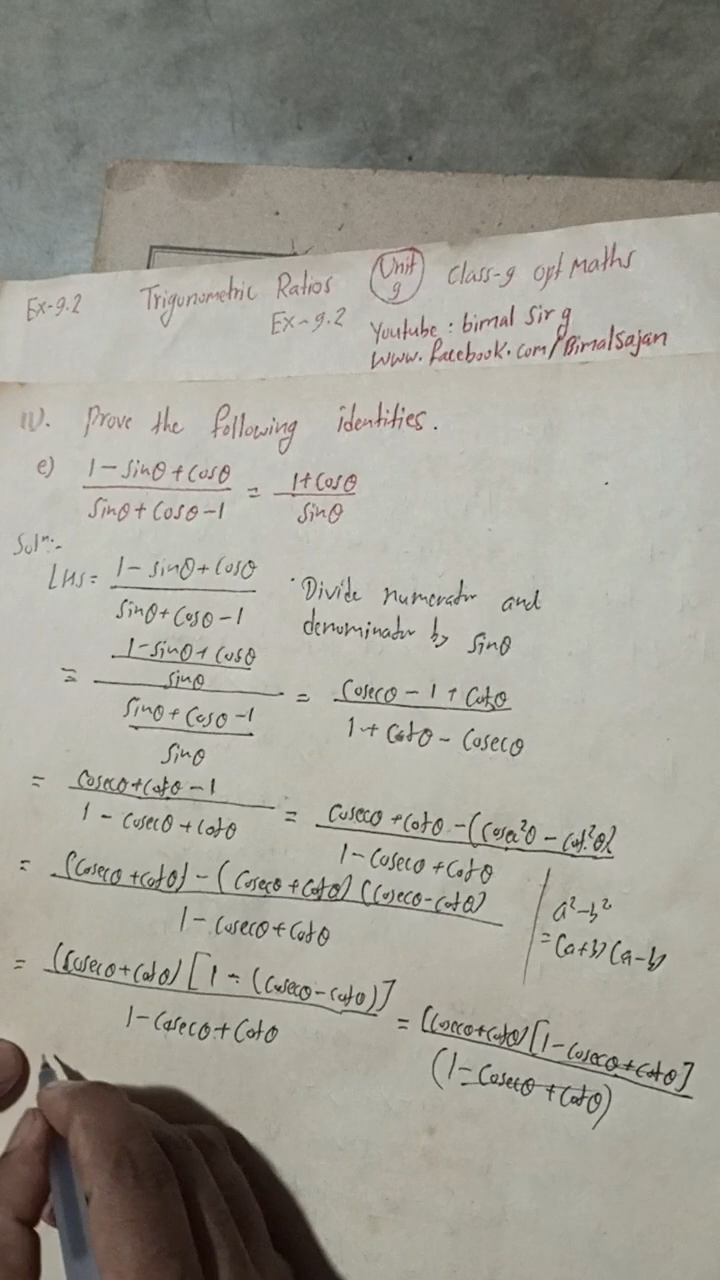 Ex-9.2 Trigonometric Ratios Unit 9 Class-9 opt Maths
Ex-9.2 Youtube : bimal Sir g
www.facebook.com/Bimalsajan
10. Prove the following identities.
e) (1 - sinθ + cosθ)/(sinθ + cosθ - 1) = (1 + cosθ)/sinθ
Solⁿ:-
LHS = (1 - sinθ + cosθ)/(sinθ + cosθ - 1) Divide numerator and
denominator by sinθ
= ((1 - sinθ + cosθ)/sinθ)/((sinθ + cosθ - 1)/sinθ) = (cosecθ - 1 + cotθ)/(1 + cotθ - cosecθ)
= (cosecθ + cotθ - 1)/(1 - cosecθ + cotθ) = (cosecθ + cotθ - (cosec²θ - cot²θ))/(1 - cosecθ + cotθ)
= ((cosecθ + cotθ) - (cosecθ + cotθ)(cosecθ - cotθ))/(1 - cosecθ + cotθ) a² - b²
= (a+b)(a-b)
= ((cosecθ + cotθ)[1 - (cosecθ - cotθ)])/(1 - cosecθ + cotθ) = ((cosecθ + cotθ)[1 - cosecθ + cotθ])/(1 - cosecθ + cotθ)